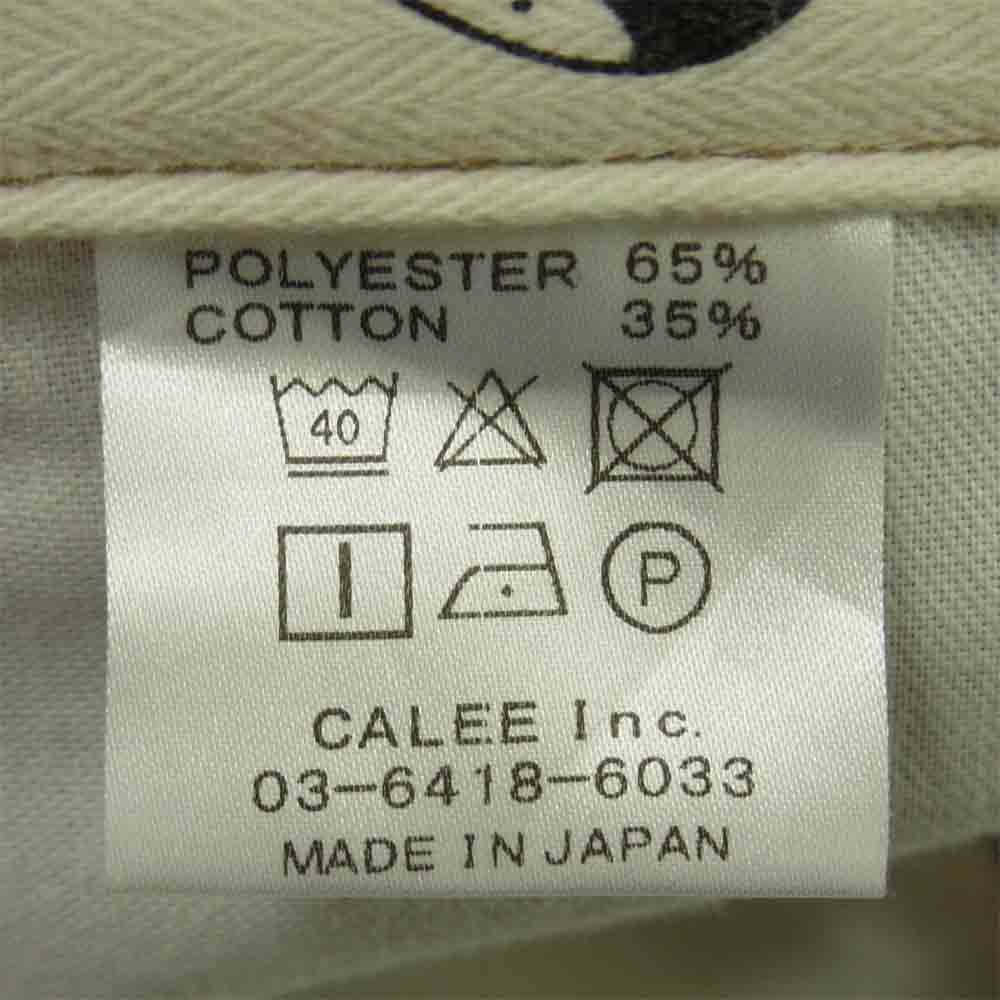 POLYESTER 65%
COTTON 35%
40
P
CALEE Inc.
03-6418-6033
MADE IN JAPAN